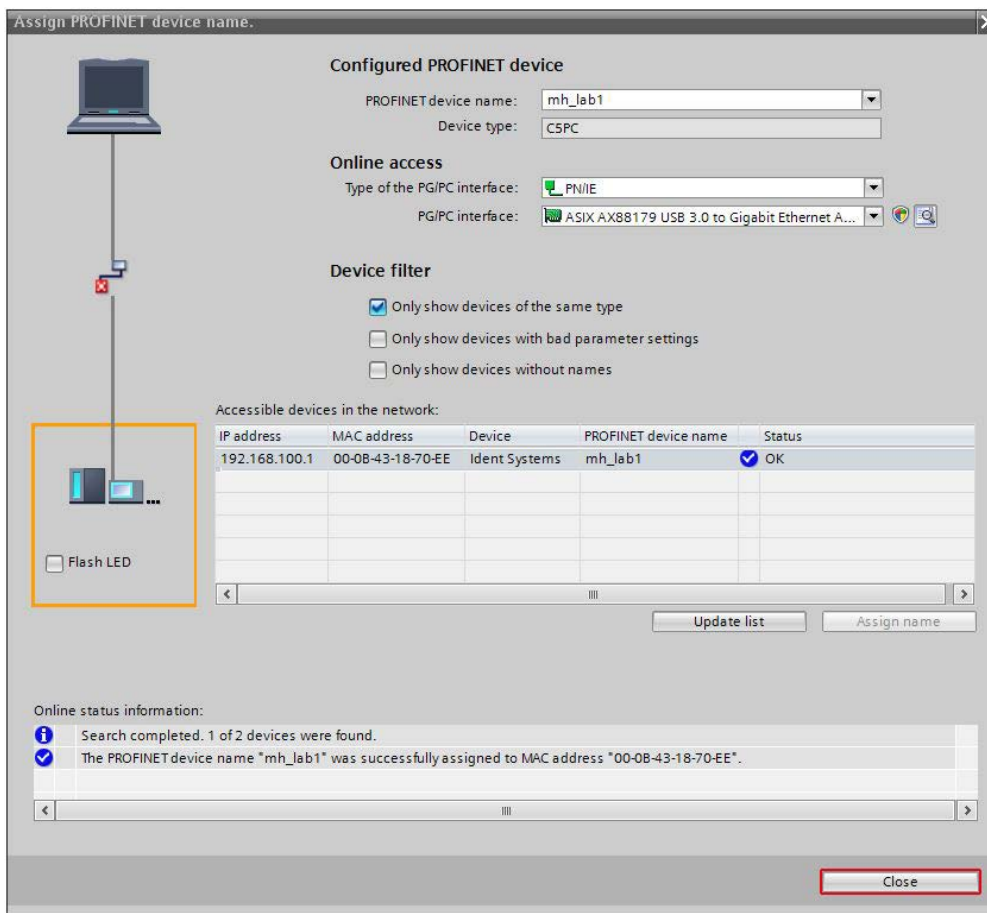 Assign PROFINET device name.
Configured PROFINET device
PROFINET device name: mh_lab1
Device type: C5PC
Online access
Type of the PG/PC interface: PN/IE
PG/PC interface: ASIX AX88179 USB 3.0 to Gigabit Ethernet A...
Device filter
Only show devices of the same type
Only show devices with bad parameter settings
Only show devices without names
Accessible devices in the network:
IP address MAC address Device PROFINET device name Status
192.168.100.1 00-0B-43-18-70-EE Ident Systems mh_lab1 OK
Flash LED
Update list Assign name
Online status information:
Search completed. 1 of 2 devices were found.
The PROFINET device name "mh_lab1" was successfully assigned to MAC address "00-0B-43-18-70-EE".
Close